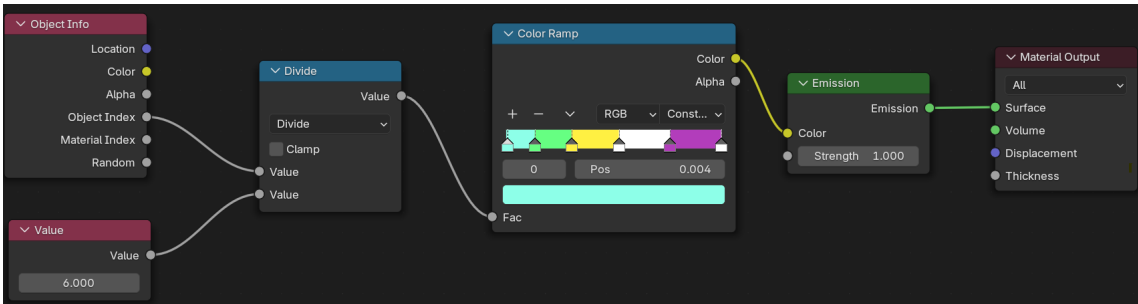 Object Info
Location
Color
Alpha
Object Index
Material Index
Random
Value
Value
6.000
Divide
Value
Divide
Clamp
Value
Value
Color Ramp
Color
Alpha
RGB
Const...
0
Pos 0.004
Fac
Emission
Emission
Color
Strength 1.000
Material Output
All
Surface
Volume
Displacement
Thickness